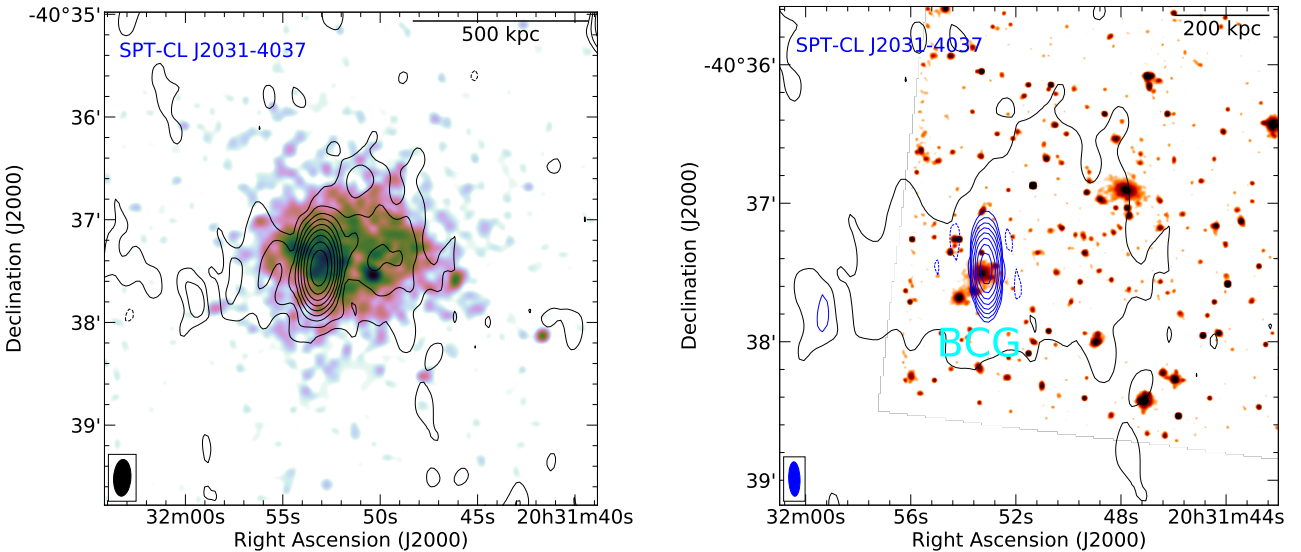 -40°35'
36'
37'
38'
39'
Declination (J2000)
SPT-CL J2031-4037
500 kpc
32m00s
55s
50s
45s
20h31m40s
Right Ascension (J2000)
-40°36'
37'
38'
39'
Declination (J2000)
SPT-CL J2031-4037
200 kpc
BCG
32m00s
56s
52s
48s
20h31m44s
Right Ascension (J2000)